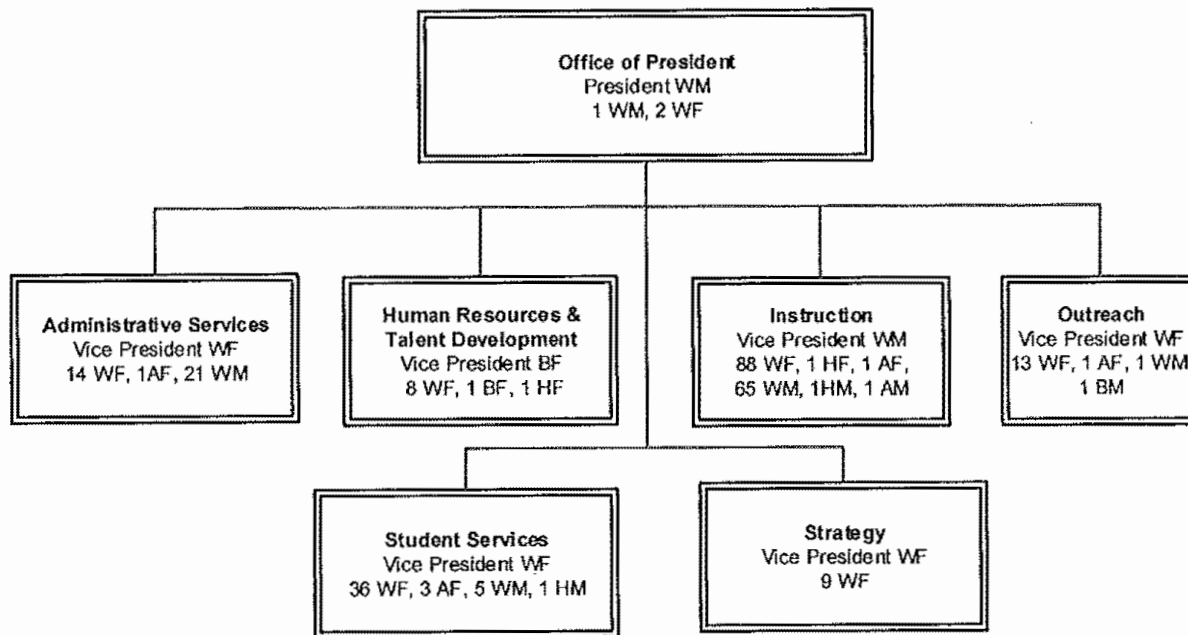 Office of President
President WM
1 WM, 2 WF
Administrative Services
Vice President WF
14 WF, 1AF, 21 WM
Human Resources &
Talent Development
Vice President BF
8 WF, 1 BF, 1 HF
Instruction
Vice President WM
88 WF, 1 HF, 1 AF,
65 WM, 1HM, 1 AM
Outreach
Vice President WF
13 WF, 1 AF, 1 WM
1 BM
Student Services
Vice President WF
36 WF, 3 AF, 5 WM, 1 HM
Strategy
Vice President WF
9 WF